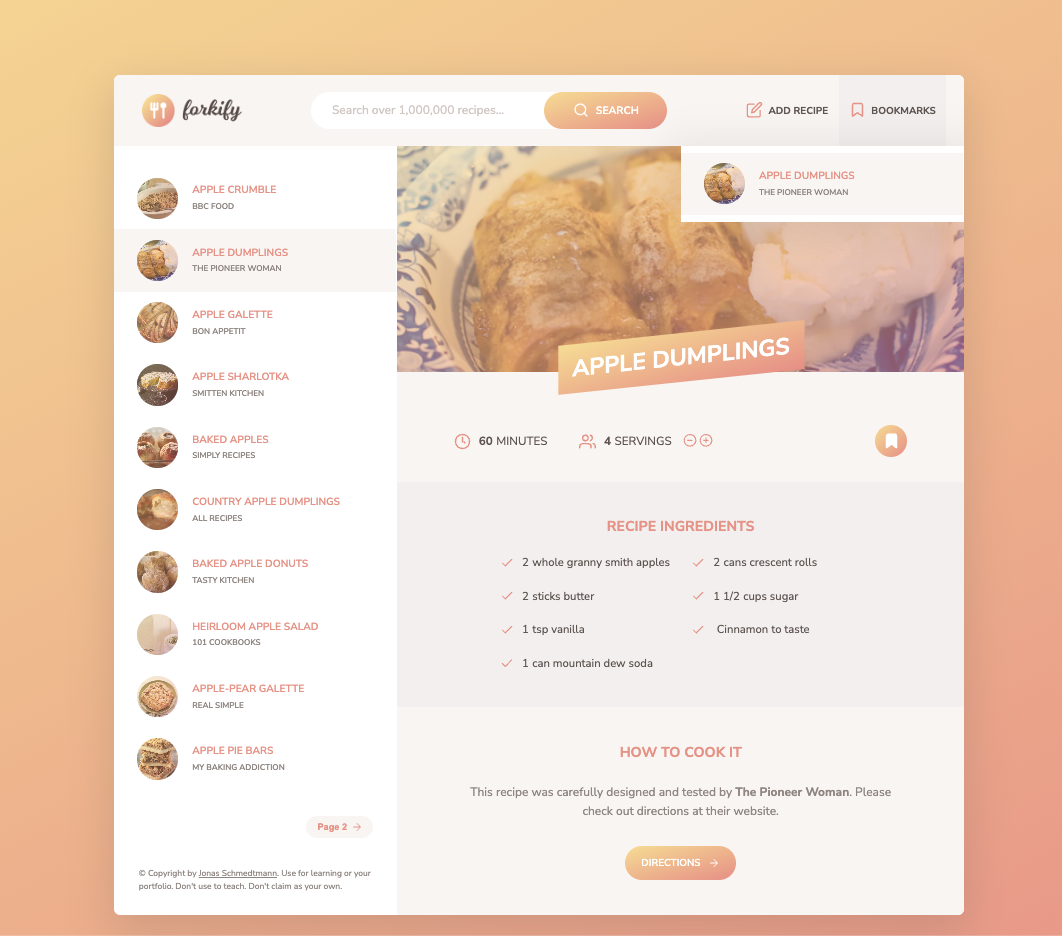 forkify
Search over 1,000,000 recipes...
SEARCH
ADD RECIPE
BOOKMARKS
APPLE DUMPLINGS
THE PIONEER WOMAN
APPLE CRUMBLE
BBC FOOD
APPLE DUMPLINGS
THE PIONEER WOMAN
APPLE GALETTE
BON APPETIT
APPLE SHARLOTKA
SMITTEN KITCHEN
BAKED APPLES
SIMPLY RECIPES
COUNTRY APPLE DUMPLINGS
ALL RECIPES
BAKED APPLE DONUTS
TASTY KITCHEN
HEIRLOOM APPLE SALAD
101 COOKBOOKS
APPLE-PEAR GALETTE
REAL SIMPLE
APPLE PIE BARS
MY BAKING ADDICTION
Page 2
© Copyright by Jonas Schmedtmann. Use for learning or your
portfolio. Don't use to teach. Don't claim as your own.
APPLE DUMPLINGS
60 MINUTES
4 SERVINGS
RECIPE INGREDIENTS
2 whole granny smith apples
2 cans crescent rolls
2 sticks butter
1 1/2 cups sugar
1 tsp vanilla
Cinnamon to taste
1 can mountain dew soda
HOW TO COOK IT
This recipe was carefully designed and tested by The Pioneer Woman. Please
check out directions at their website.
DIRECTIONS